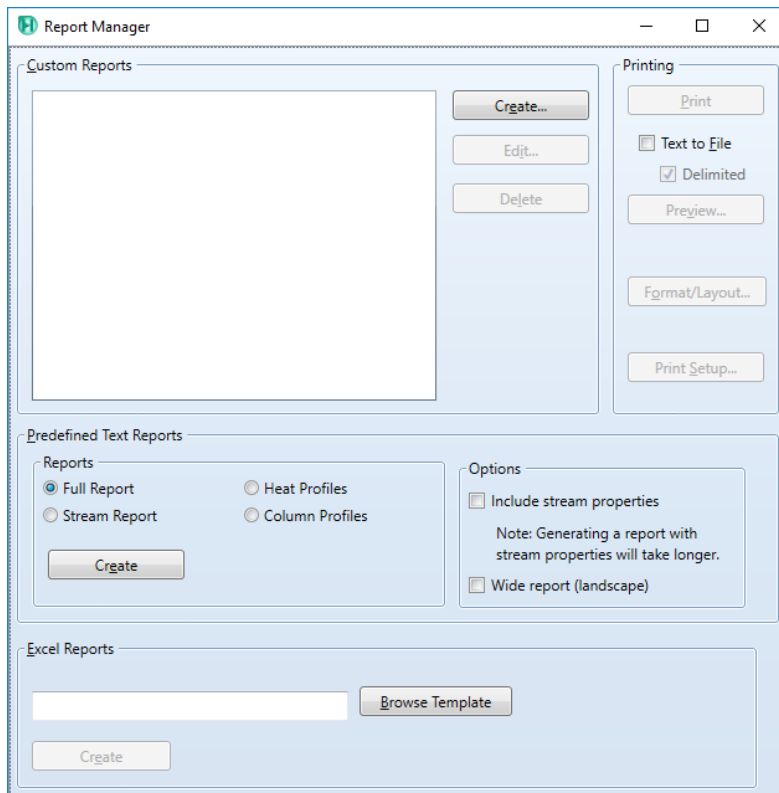 Report Manager
Custom Reports
Create...
Edit...
Delete
Printing
Print
Text to File
Delimited
Preview...
Format/Layout...
Print Setup...
Predefined Text Reports
Reports
Full Report
Heat Profiles
Stream Report
Column Profiles
Create
Options
Include stream properties
Note: Generating a report with
stream properties will take longer.
Wide report (landscape)
Excel Reports
Browse Template
Create